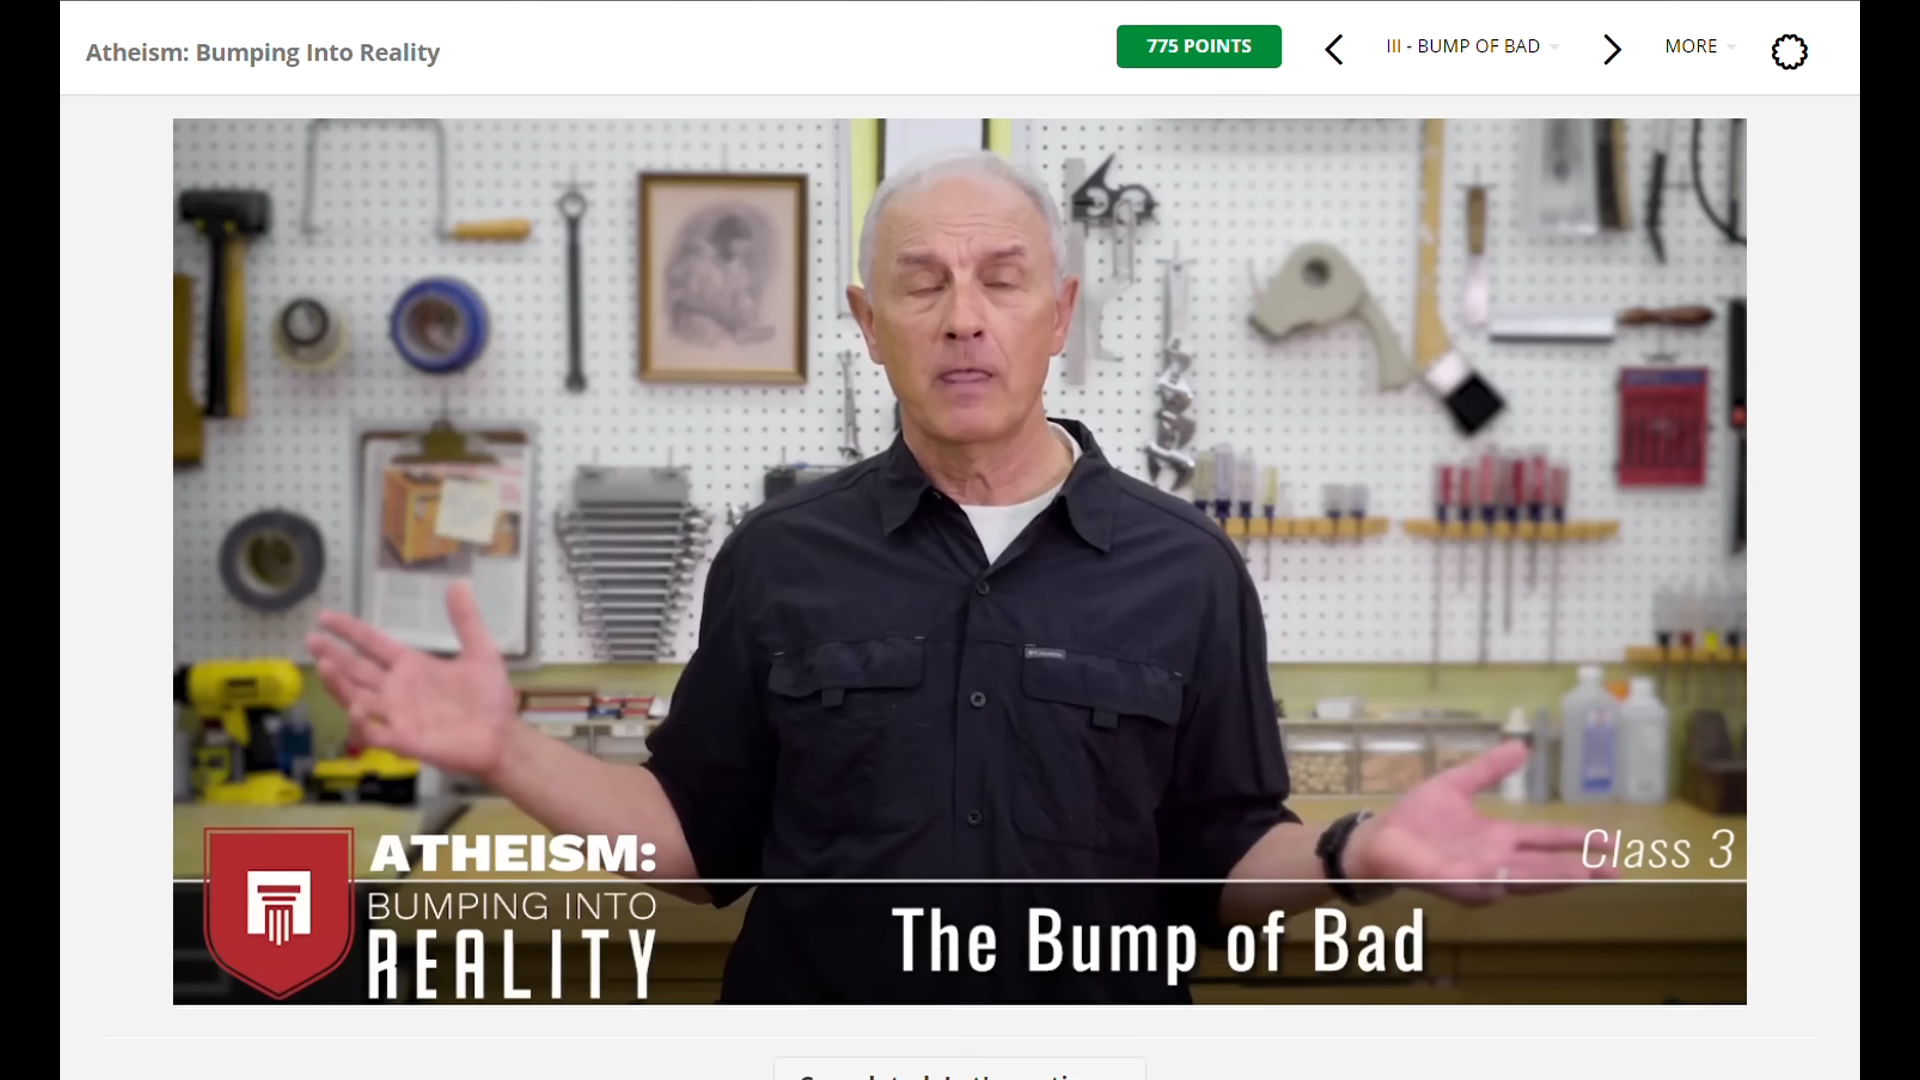 Atheism: Bumping Into Reality
775 POINTS
III - BUMP OF BAD
MORE
Class 3
ATHEISM:
BUMPING INTO
REALITY
The Bump of Bad